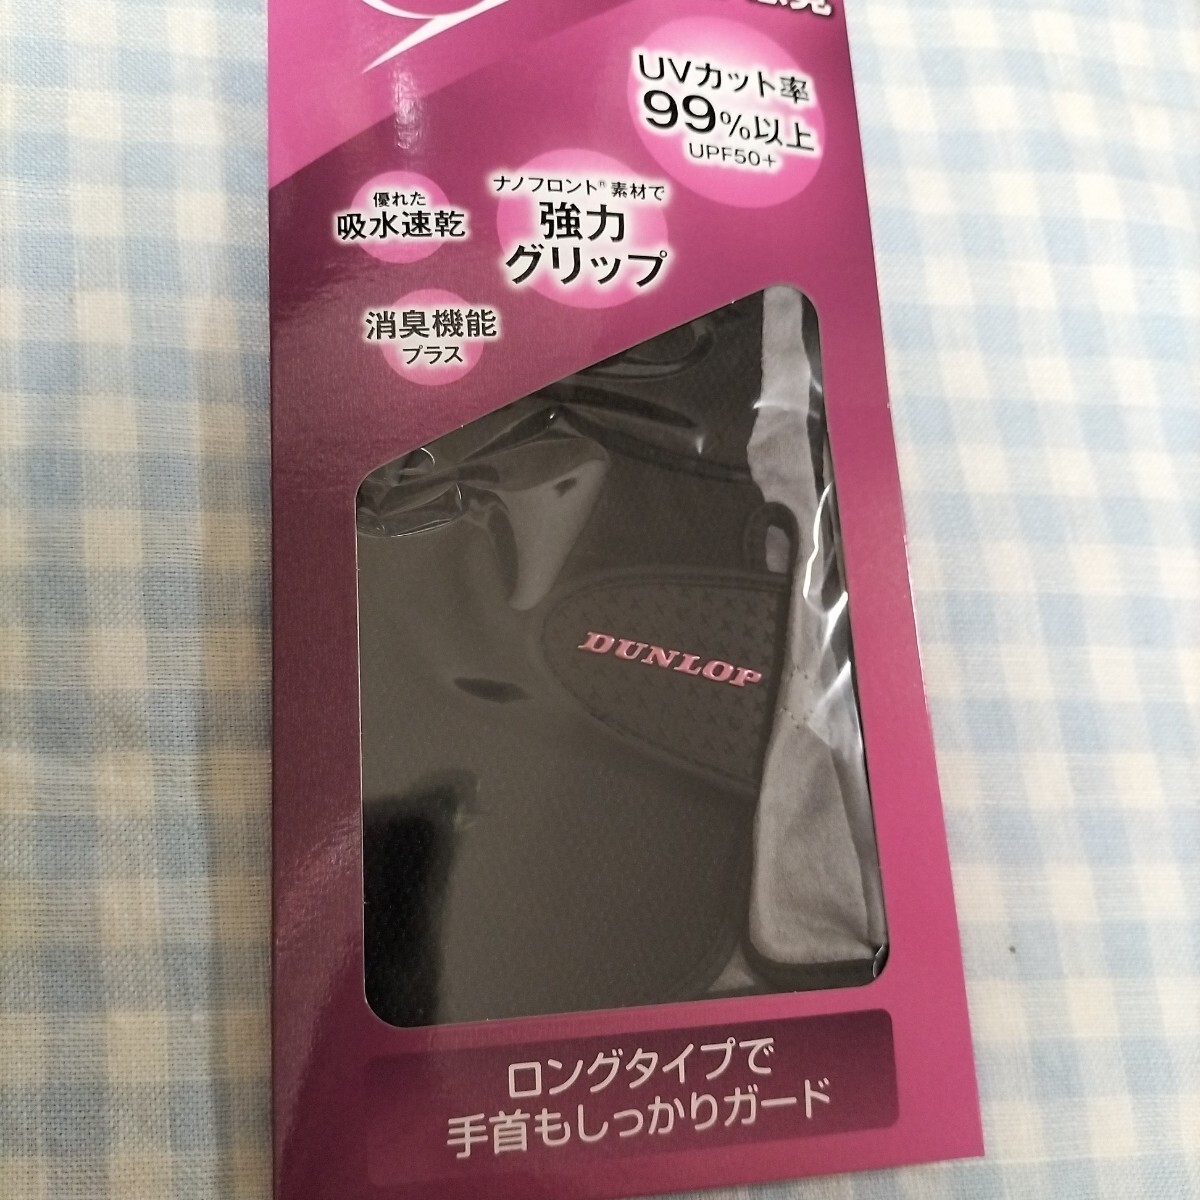 UVカット率
99%以上
UPF50+
ナノフロント®素材で
強力
グリップ
優れた
吸水速乾
消臭機能
プラス
DUNLOP
ロングタイプで
手首もしっかりガード